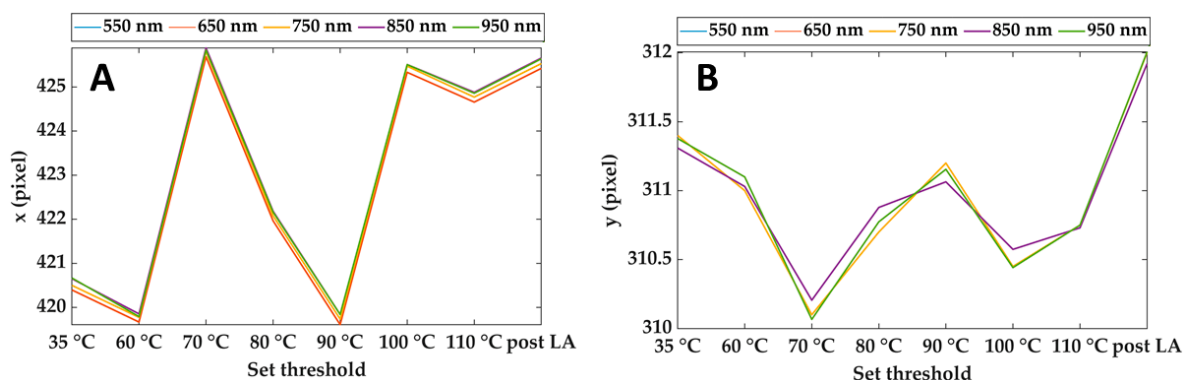 550 nm 650 nm 750 nm 850 nm 950 nm
A
425
424
423
422
421
420
x (pixel)
35 °C 60 °C 70 °C 80 °C 90 °C 100 °C 110 °C post LA
Set threshold
550 nm 650 nm 750 nm 850 nm 950 nm
B
312
311.5
311
310.5
310
y (pixel)
35 °C 60 °C 70 °C 80 °C 90 °C 100 °C 110 °C post LA
Set threshold